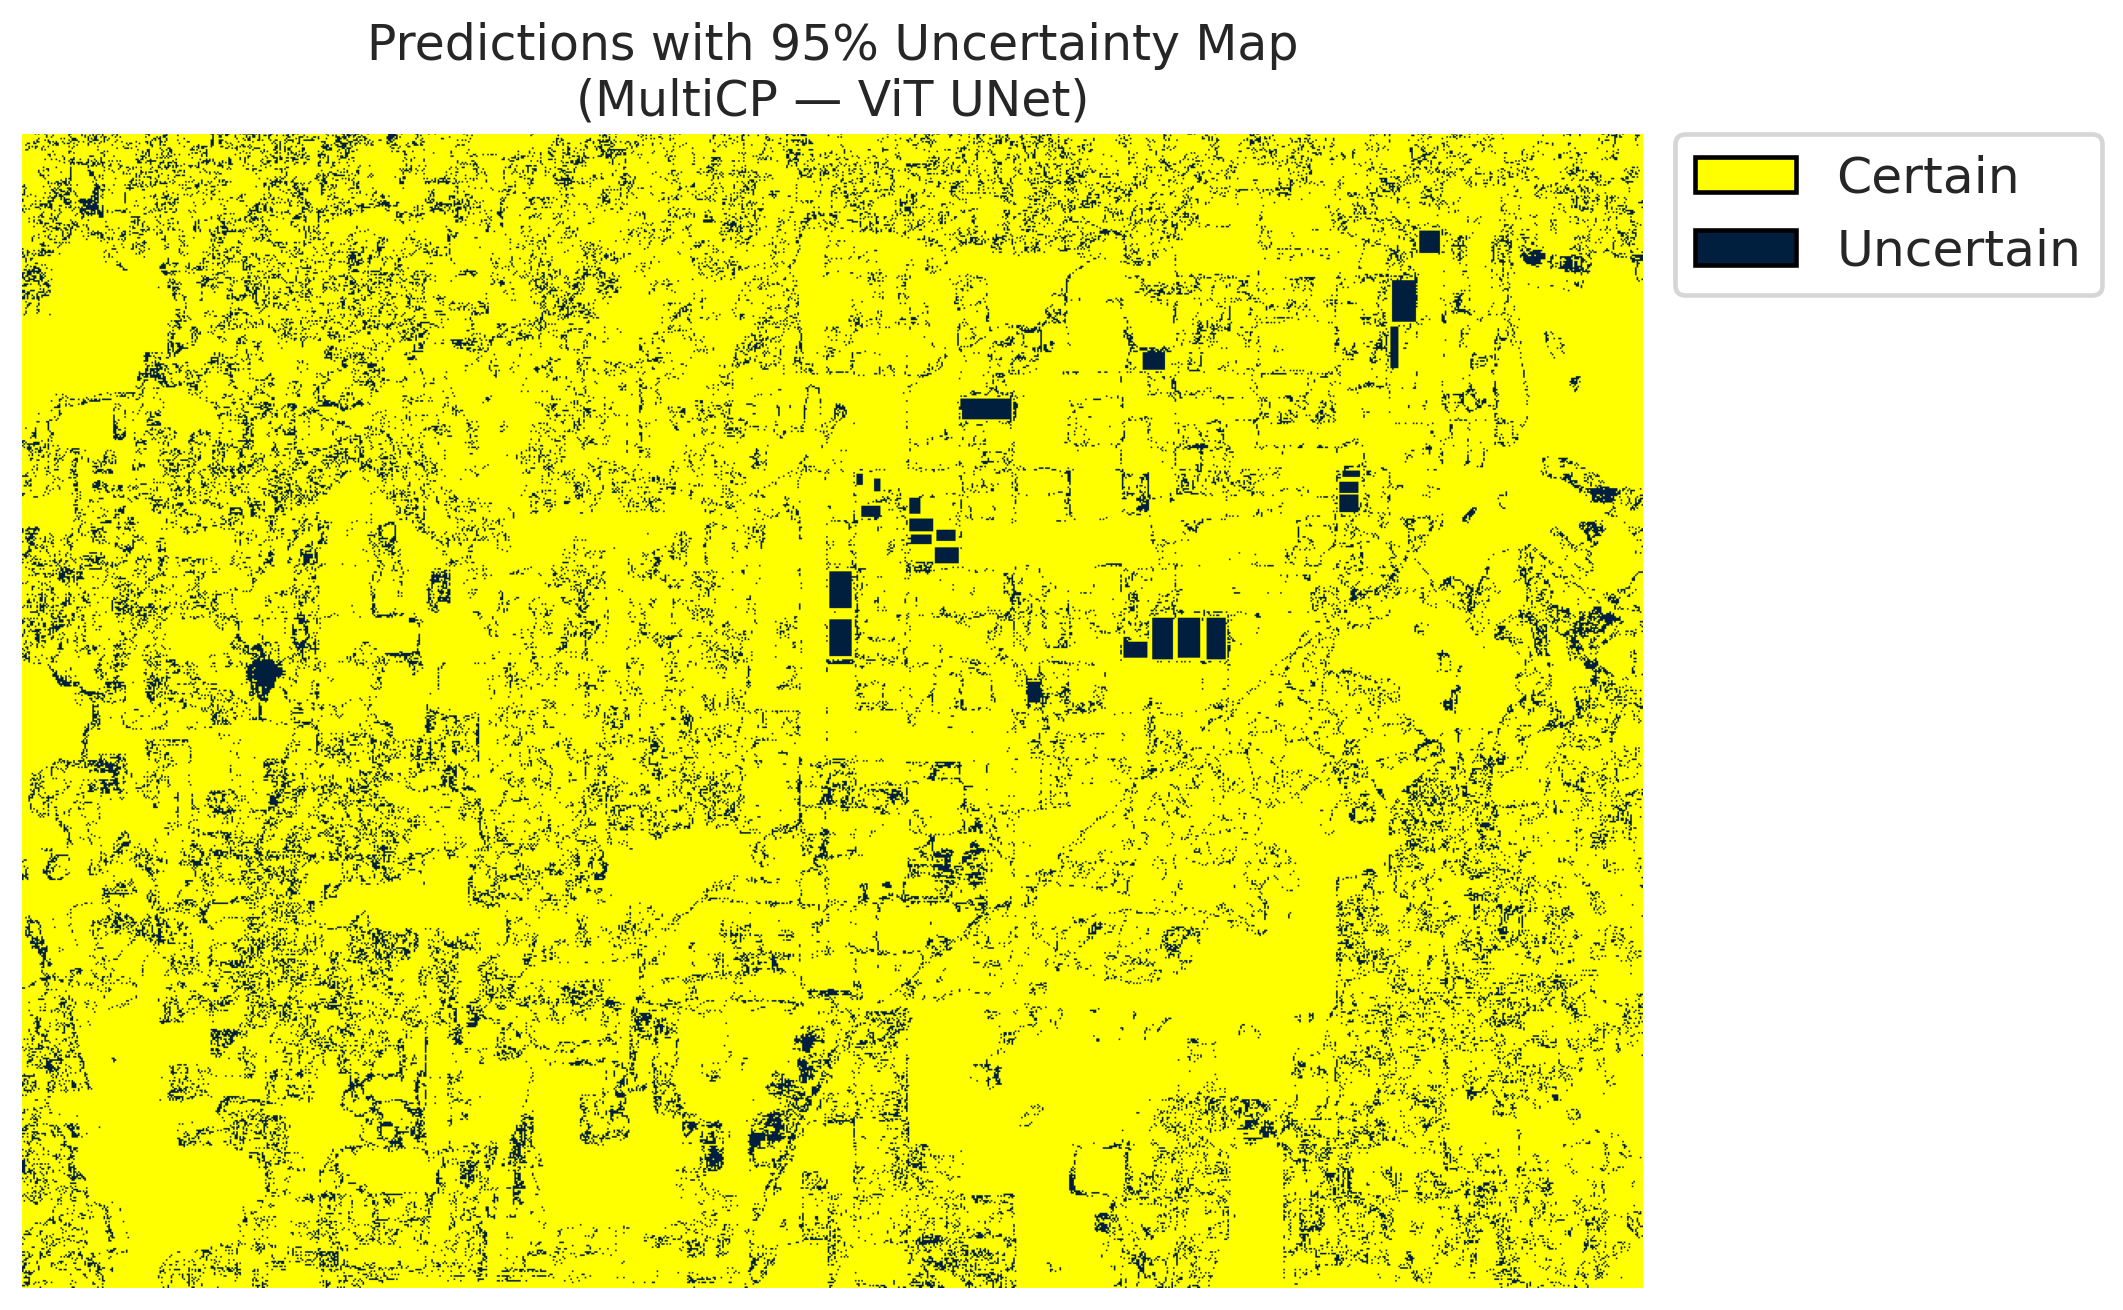 Predictions with 95% Uncertainty Map
(MultiCP — ViT UNet)
Certain
Uncertain